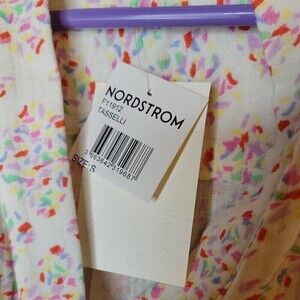 NORDSTROM
F11912
TASSELLI
SIZE: S